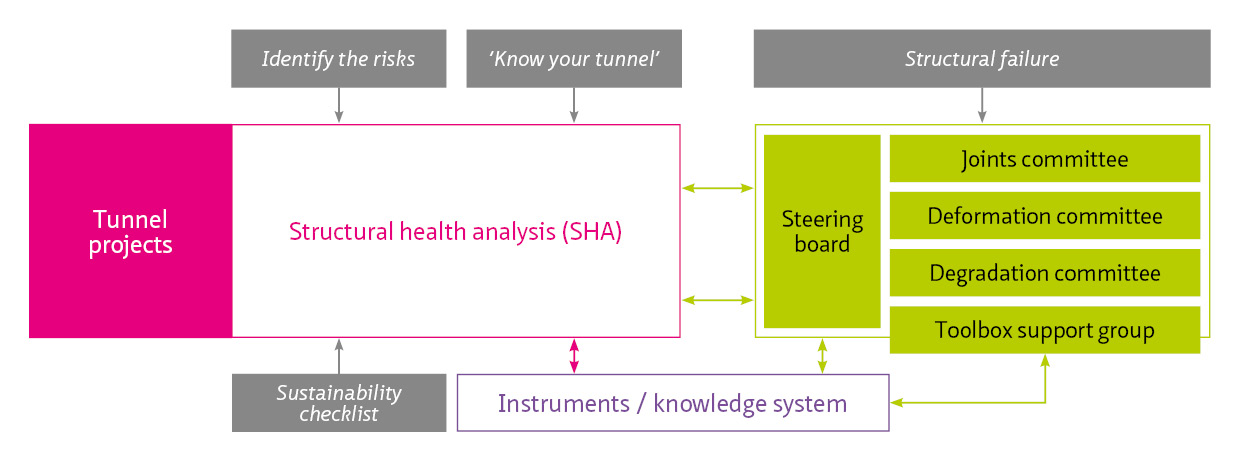 Identify the risks
‘Know your tunnel’
Structural failure
Tunnel
projects
Structural health analysis (SHA)
Steering
board
Joints committee
Deformation committee
Degradation committee
Toolbox support group
Sustainability
checklist
Instruments / knowledge system